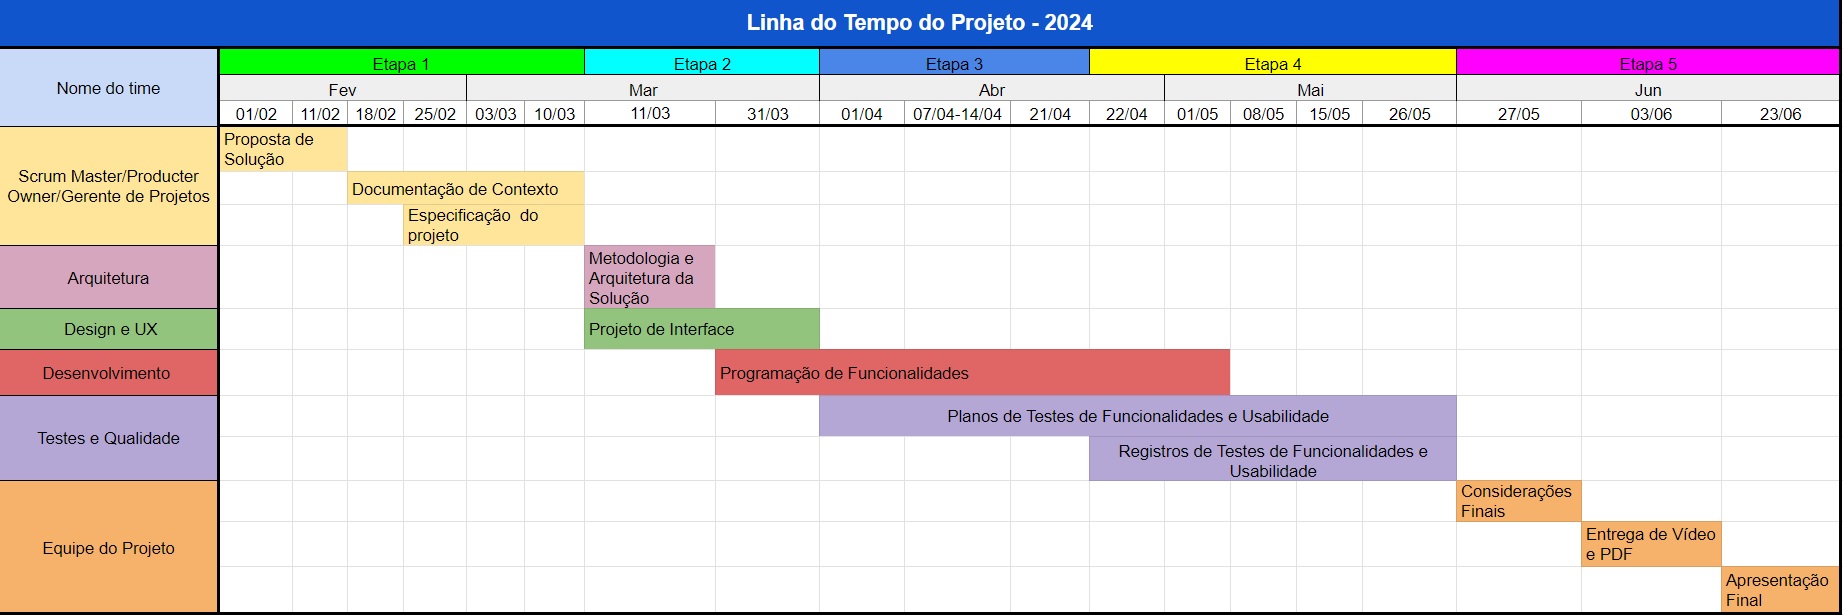 Linha do Tempo do Projeto - 2024
Nome do time
Etapa 1
Etapa 2
Etapa 3
Etapa 4
Etapa 5
Fev
Mar
Abr
Mai
Jun
01/02
11/02
18/02
25/02
03/03
10/03
11/03
31/03
01/04
07/04-14/04
21/04
22/04
01/05
08/05
15/05
26/05
27/05
03/06
23/06
Scrum Master/Producter
Owner/Gerente de Projetos
Proposta de
Solução
Documentação de Contexto
Especificação  do
projeto
Arquitetura
Metodologia e
Arquitetura da
Solução
Design e UX
Projeto de Interface
Desenvolvimento
Programação de Funcionalidades
Testes e Qualidade
Planos de Testes de Funcionalidades e Usabilidade
Registros de Testes de Funcionalidades e
Usabilidade
Equipe do Projeto
Considerações
Finais
Entrega de Vídeo
e PDF
Apresentação
Final